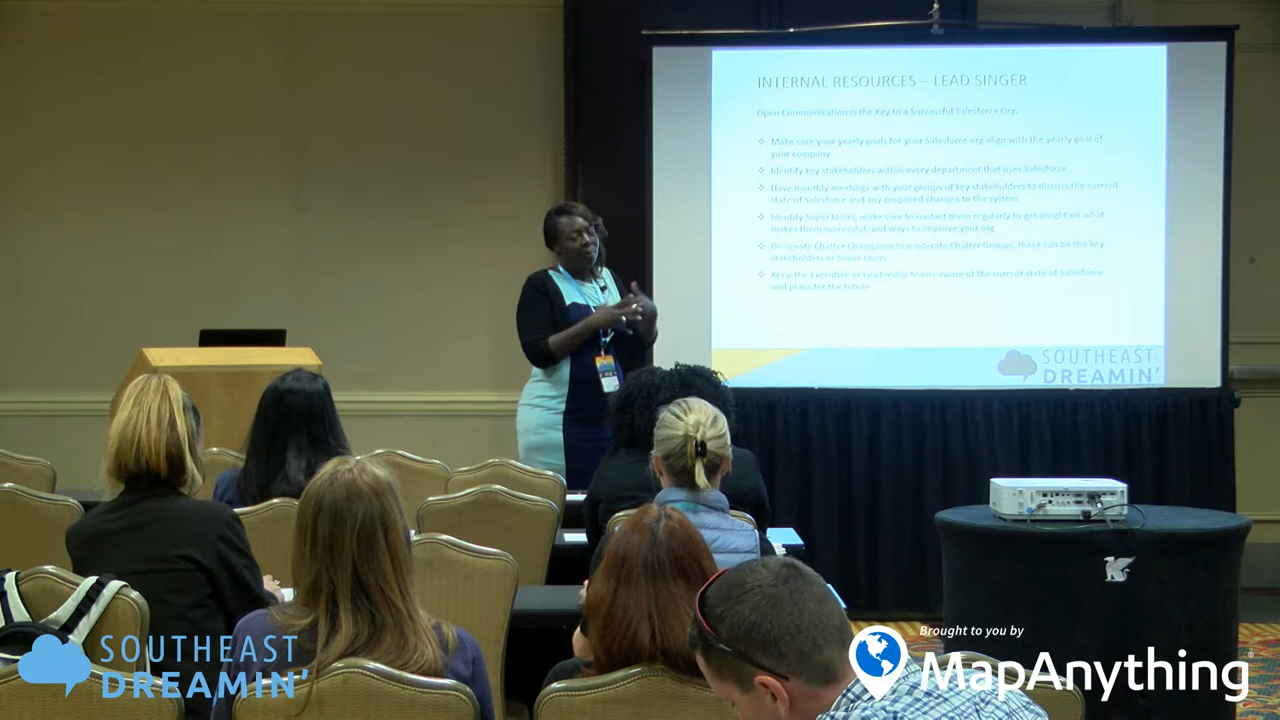 INTERNAL RESOURCES – LEAD SINGER
Open Communication is the Key to a Successful Salesforce Org.
Make sure your yearly goals for your Salesforce org align with the yearly goal of
your company
Identify key stakeholders within every department that uses Salesforce
Have monthly meetings with your groups of key stakeholders to discuss the current
state of Salesforce and any proposed changes to the system
Identify Super Users, make sure to contact them regularly to get insight on what
makes them successful, and ways to improve your org
Designate Chatter Champions to moderate Chatter Groups, these can be the key
stakeholders or Super Users
Keep the Executive or Leadership teams aware of the current state of Salesforce
and plans for the future
SOUTHEAST
DREAMIN'
SOUTHEAST
DREAMIN'
Brought to you by
MapAnything®